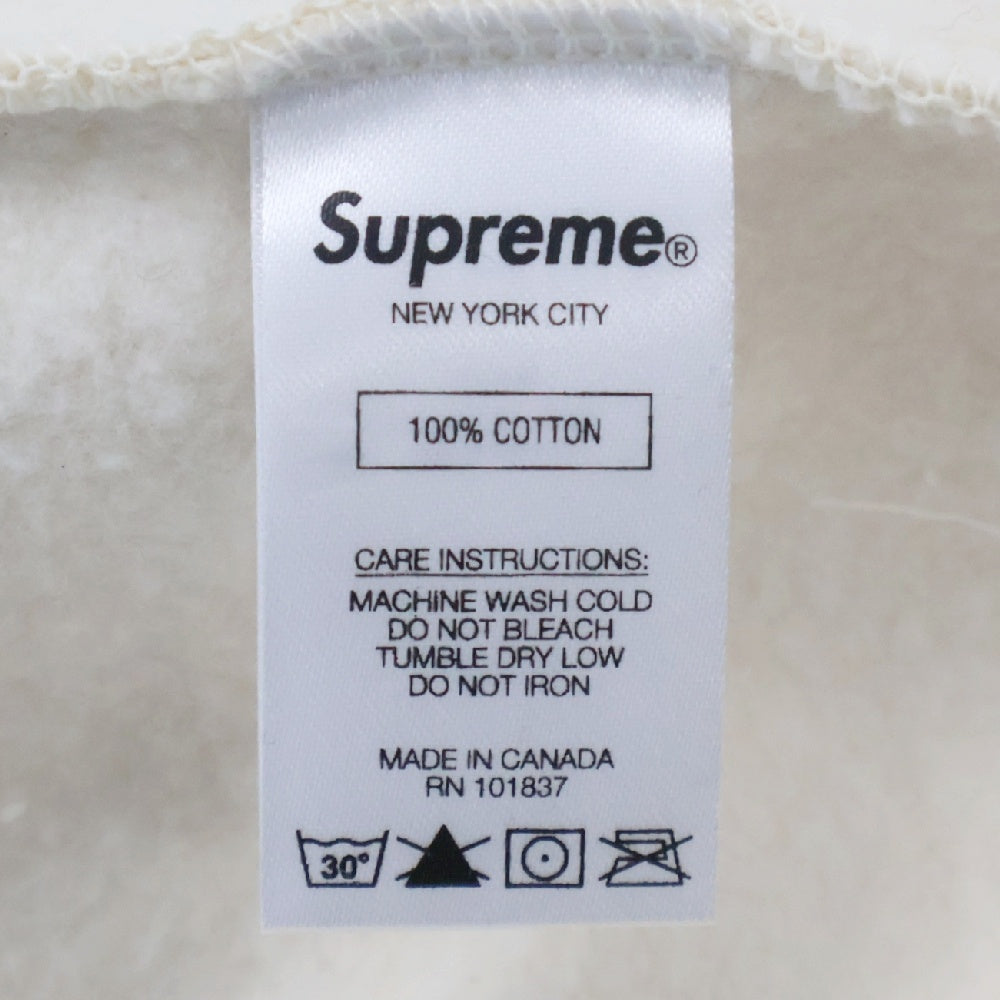 Supreme®
NEW YORK CITY
100% COTTON
CARE INSTRUCTIONS:
MACHINE WASH COLD
DO NOT BLEACH
TUMBLE DRY LOW
DO NOT IRON
MADE IN CANADA
RN 101837
30°